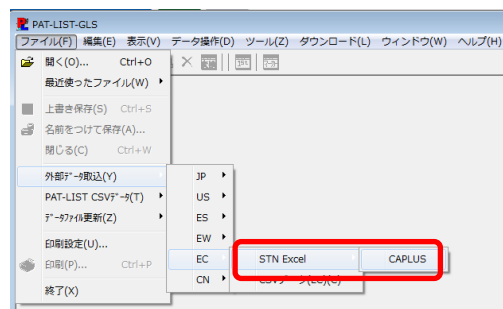 PAT-LIST-GLS
ファイル(F) 編集(E) 表示(V) データ操作(D) ツール(Z) ダウンロード(L) ウィンドウ(W) ヘルプ(H)
開く(O)... Ctrl+O
最近使ったファイル(W)
上書き保存(S) Ctrl+S
名前をつけて保存(A)...
閉じる(C) Ctrl+W
外部ﾃﾞｰﾀ取込(Y) JP
PAT-LIST CSVﾃﾞｰﾀ(T) US
ﾃﾞｰﾀﾌｧｲﾙ更新(Z) ES
EW
印刷設定(U)...
EC STN Excel CAPLUS
印刷(P)... Ctrl+P
CN
終了(X)